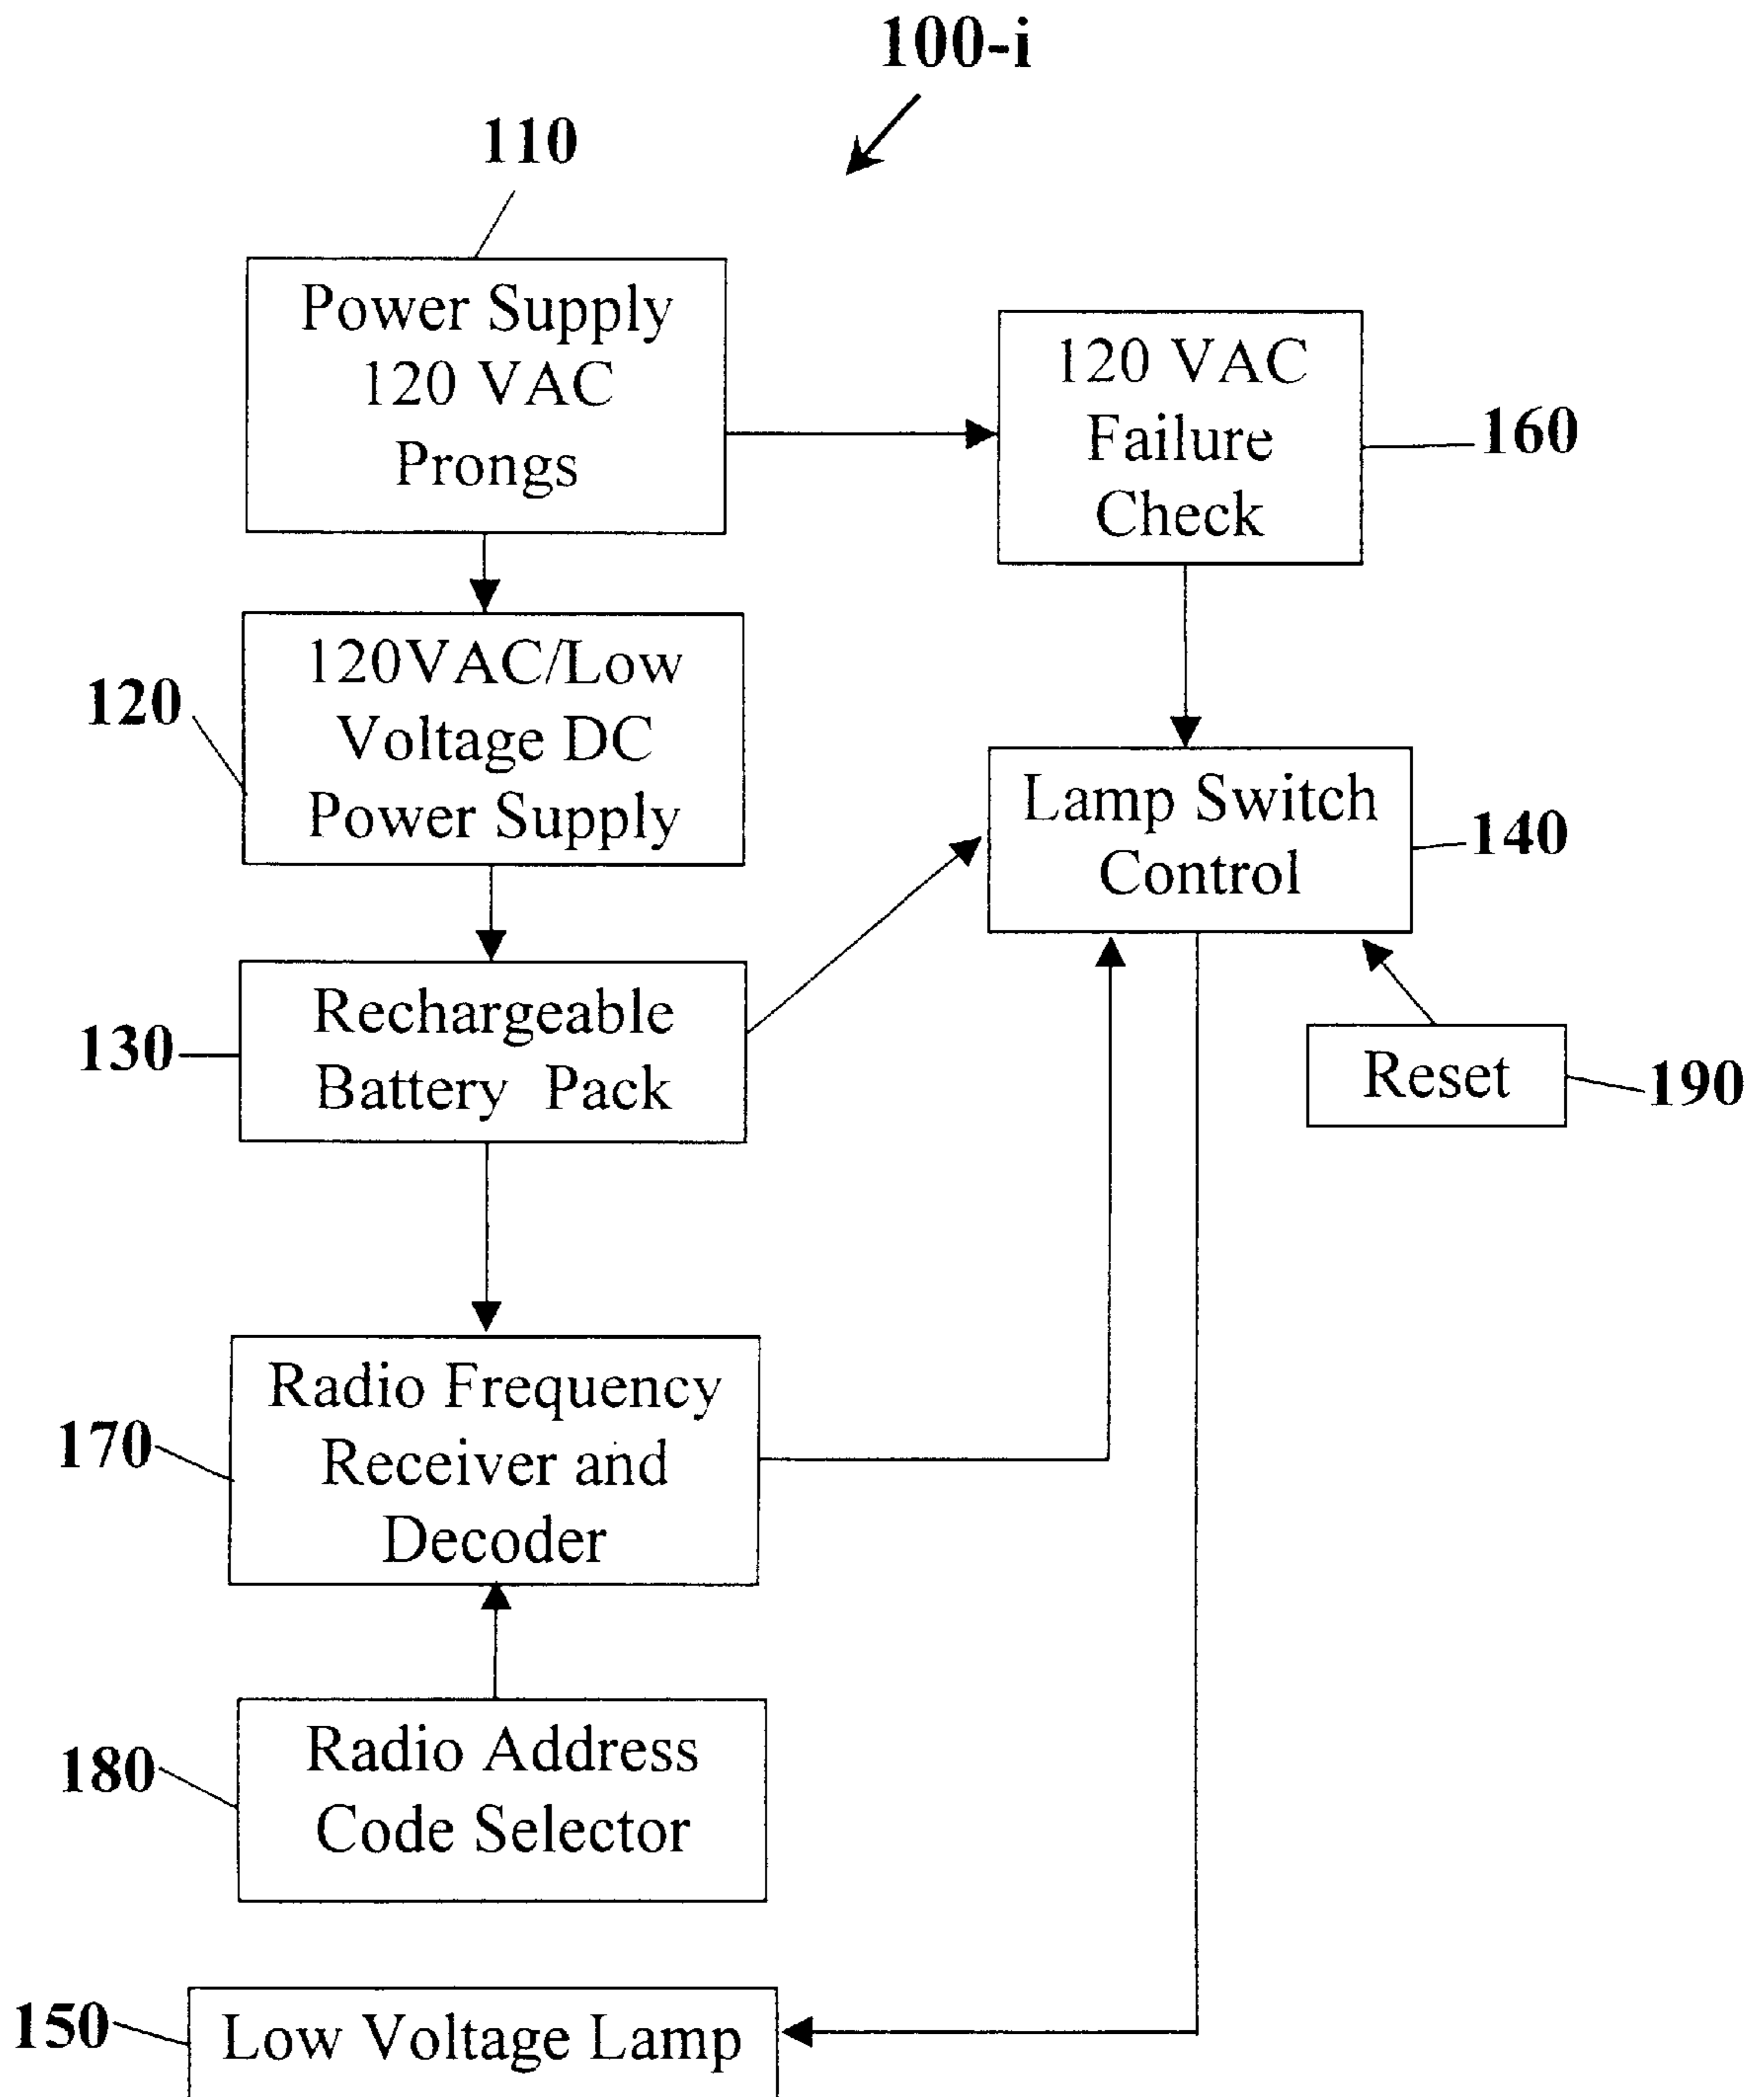 100-i
110
Power Supply
120 VAC
Prongs
120 VAC
Failure
Check
160
120
120VAC/Low
Voltage DC
Power Supply
Lamp Switch
Control
140
130
Rechargeable
Battery Pack
Reset
190
170
Radio Frequency
Receiver and
Decoder
180
Radio Address
Code Selector
150
Low Voltage Lamp